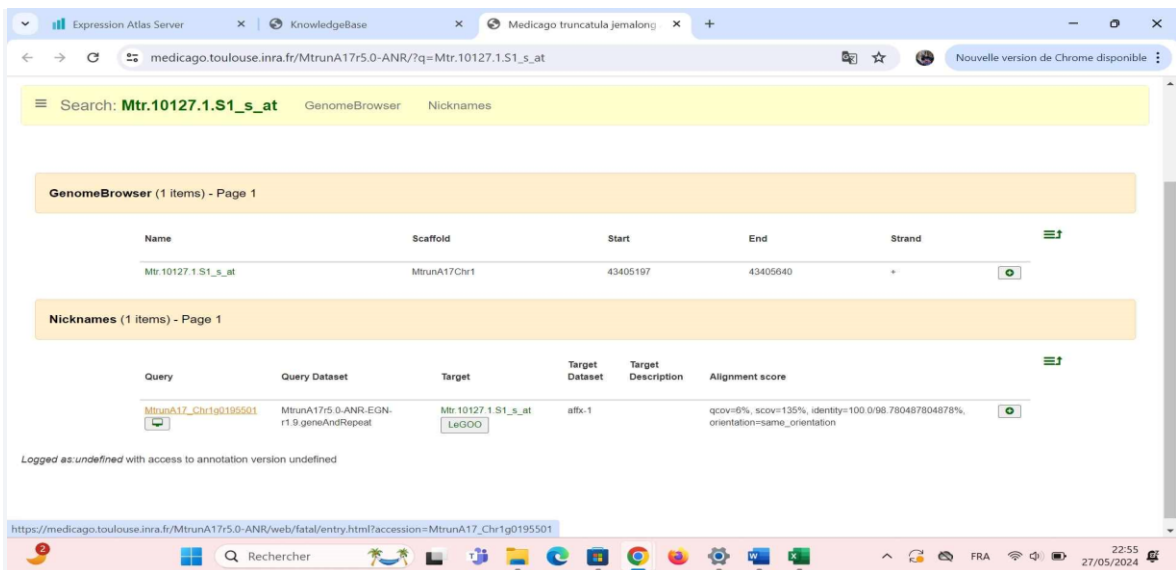 Expression Atlas Server
KnowledgeBase
Medicago truncatula jemalong
medicago.toulouse.inra.fr/MtrunA17r5.0-ANR/?q=Mtr.10127.1.S1_s_at
Nouvelle version de Chrome disponible
Search: Mtr.10127.1.S1_s_at GenomeBrowser Nicknames
GenomeBrowser (1 items) - Page 1
Name Scaffold Start End Strand
Mtr.10127.1.S1_s_at MtrunA17Chr1 43405197 43405640 +
Nicknames (1 items) - Page 1
Query Query Dataset Target Target Dataset Target Description Alignment score
MtrunA17_Chr1g0195501 MtrunA17r5.0-ANR-EGN-r1.9.geneAndRepeat Mtr.10127.1.S1_s_at affx-1 qcov=6%, scov=135%, identity=100.0/98.780487804878%,
LeGOO orientation=same_orientation
Logged as:undefined with access to annotation version undefined
https://medicago.toulouse.inra.fr/MtrunA17r5.0-ANR/web/fatal/entry.html?accession=MtrunA17_Chr1g0195501
2
Rechercher
FRA
22:55
27/05/2024